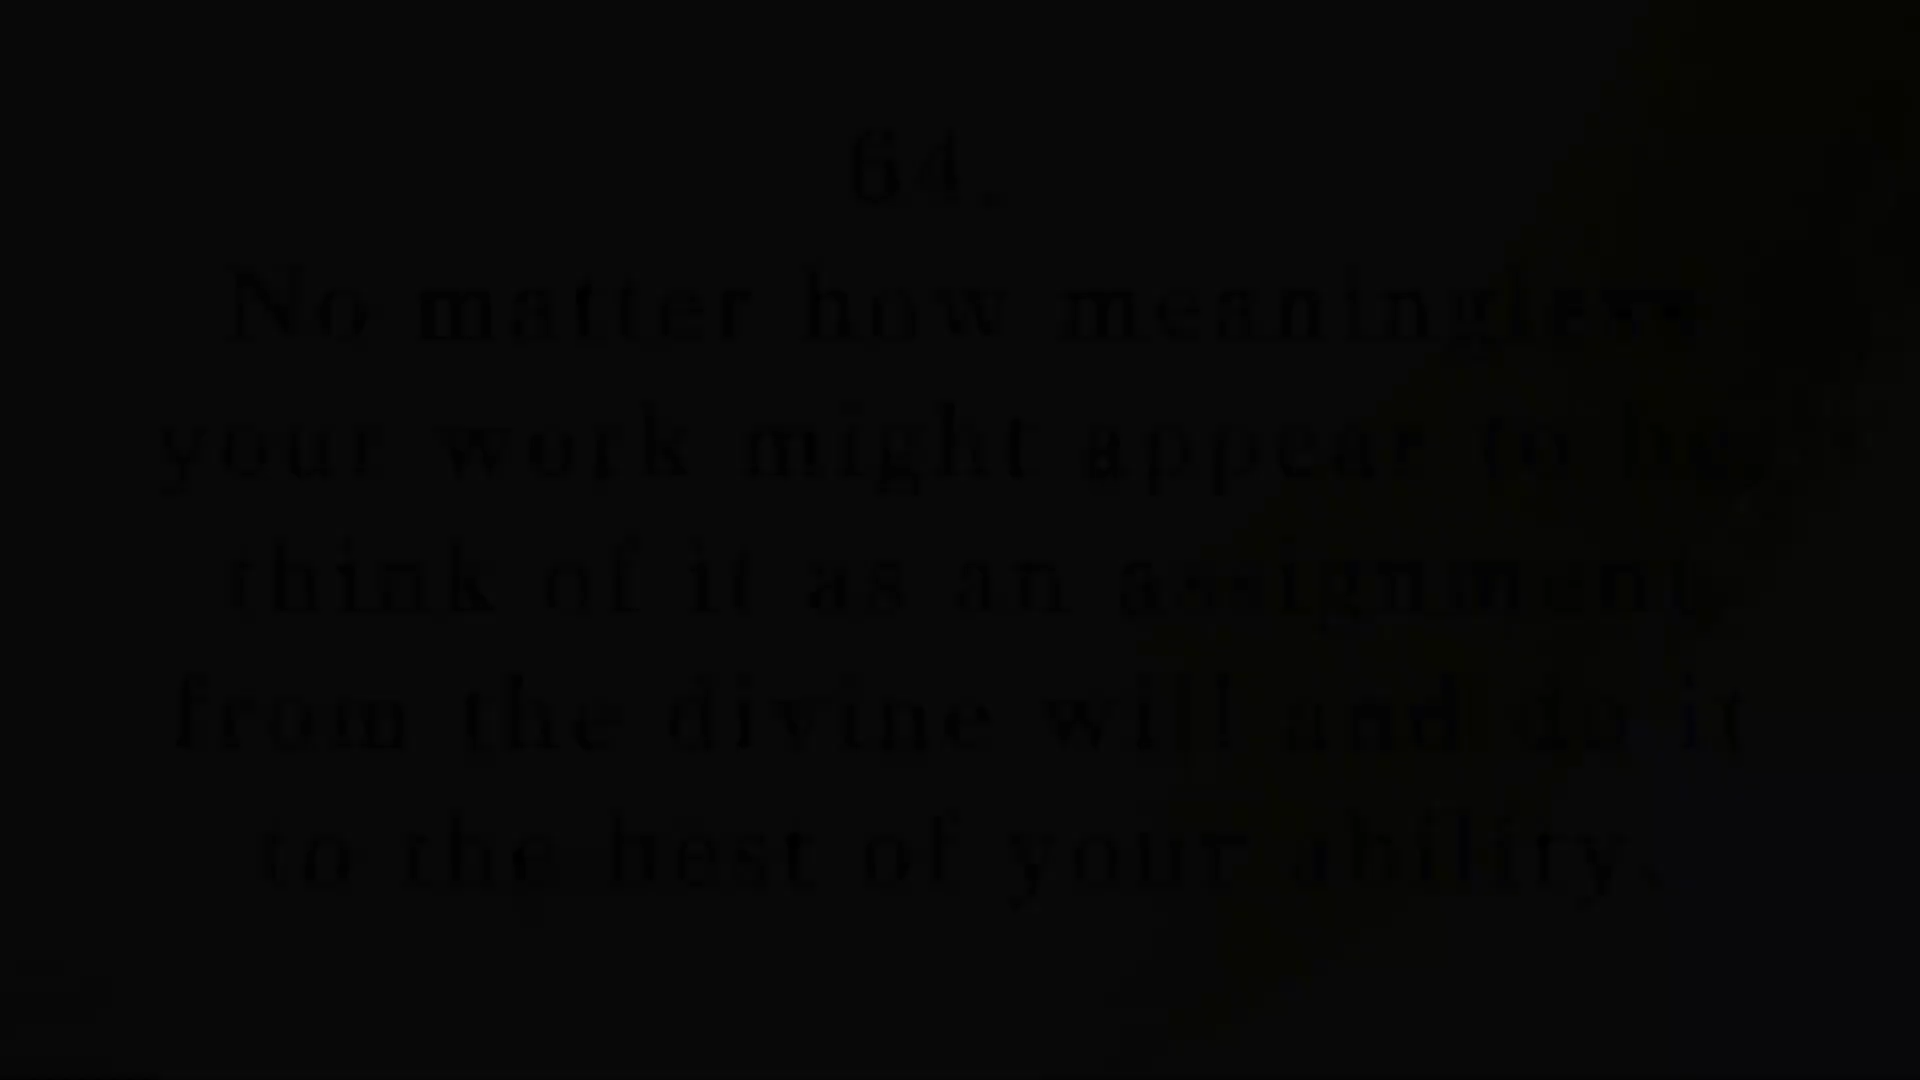 64.
No matter how meaningless
your work might appear to be,
think of it as an assignment
from the divine will and do it
to the best of your ability.